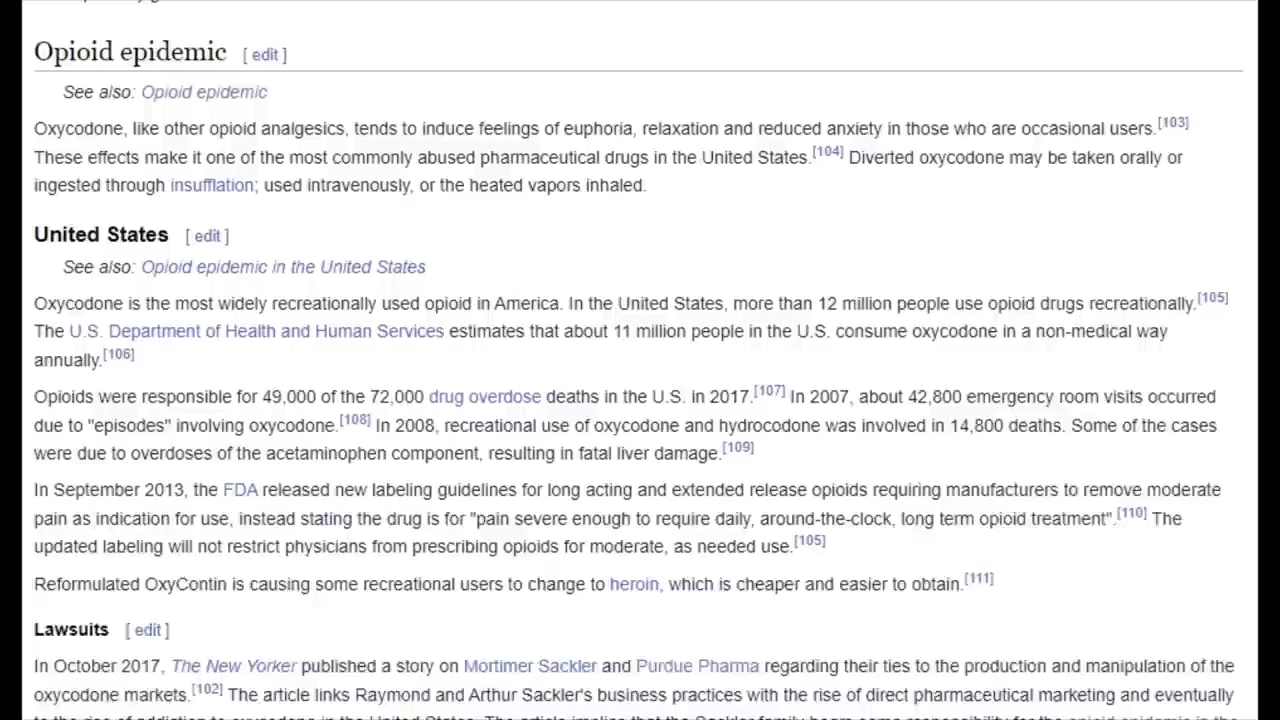 Opioid epidemic [ edit ]
See also: Opioid epidemic
Oxycodone, like other opioid analgesics, tends to induce feelings of euphoria, relaxation and reduced anxiety in those who are occasional users.[103]
These effects make it one of the most commonly abused pharmaceutical drugs in the United States.[104] Diverted oxycodone may be taken orally or
ingested through insufflation; used intravenously, or the heated vapors inhaled.
United States [ edit ]
See also: Opioid epidemic in the United States
Oxycodone is the most widely recreationally used opioid in America. In the United States, more than 12 million people use opioid drugs recreationally.[105]
The U.S. Department of Health and Human Services estimates that about 11 million people in the U.S. consume oxycodone in a non-medical way
annually.[106]
Opioids were responsible for 49,000 of the 72,000 drug overdose deaths in the U.S. in 2017.[107] In 2007, about 42,800 emergency room visits occurred
due to "episodes" involving oxycodone.[108] In 2008, recreational use of oxycodone and hydrocodone was involved in 14,800 deaths. Some of the cases
were due to overdoses of the acetaminophen component, resulting in fatal liver damage.[109]
In September 2013, the FDA released new labeling guidelines for long acting and extended release opioids requiring manufacturers to remove moderate
pain as indication for use, instead stating the drug is for "pain severe enough to require daily, around-the-clock, long term opioid treatment".[110] The
updated labeling will not restrict physicians from prescribing opioids for moderate, as needed use.[105]
Reformulated OxyContin is causing some recreational users to change to heroin, which is cheaper and easier to obtain.[111]
Lawsuits [ edit ]
In October 2017, The New Yorker published a story on Mortimer Sackler and Purdue Pharma regarding their ties to the production and manipulation of the
oxycodone markets.[102] The article links Raymond and Arthur Sackler's business practices with the rise of direct pharmaceutical marketing and eventually